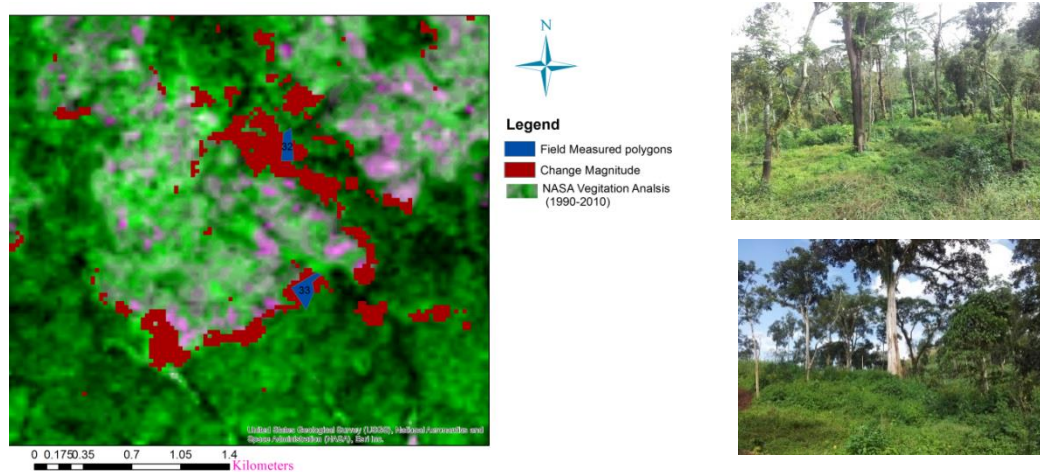 N
Legend
Field Measured polygons
Change Magnitude
NASA Vegitation Analsis
(1990-2010)
32
33
United States Geological Survey (USGS), National Aeronautics and
Space Administration (NASA), Esri Inc.
0 0.1750.35 0.7 1.05 1.4
Kilometers